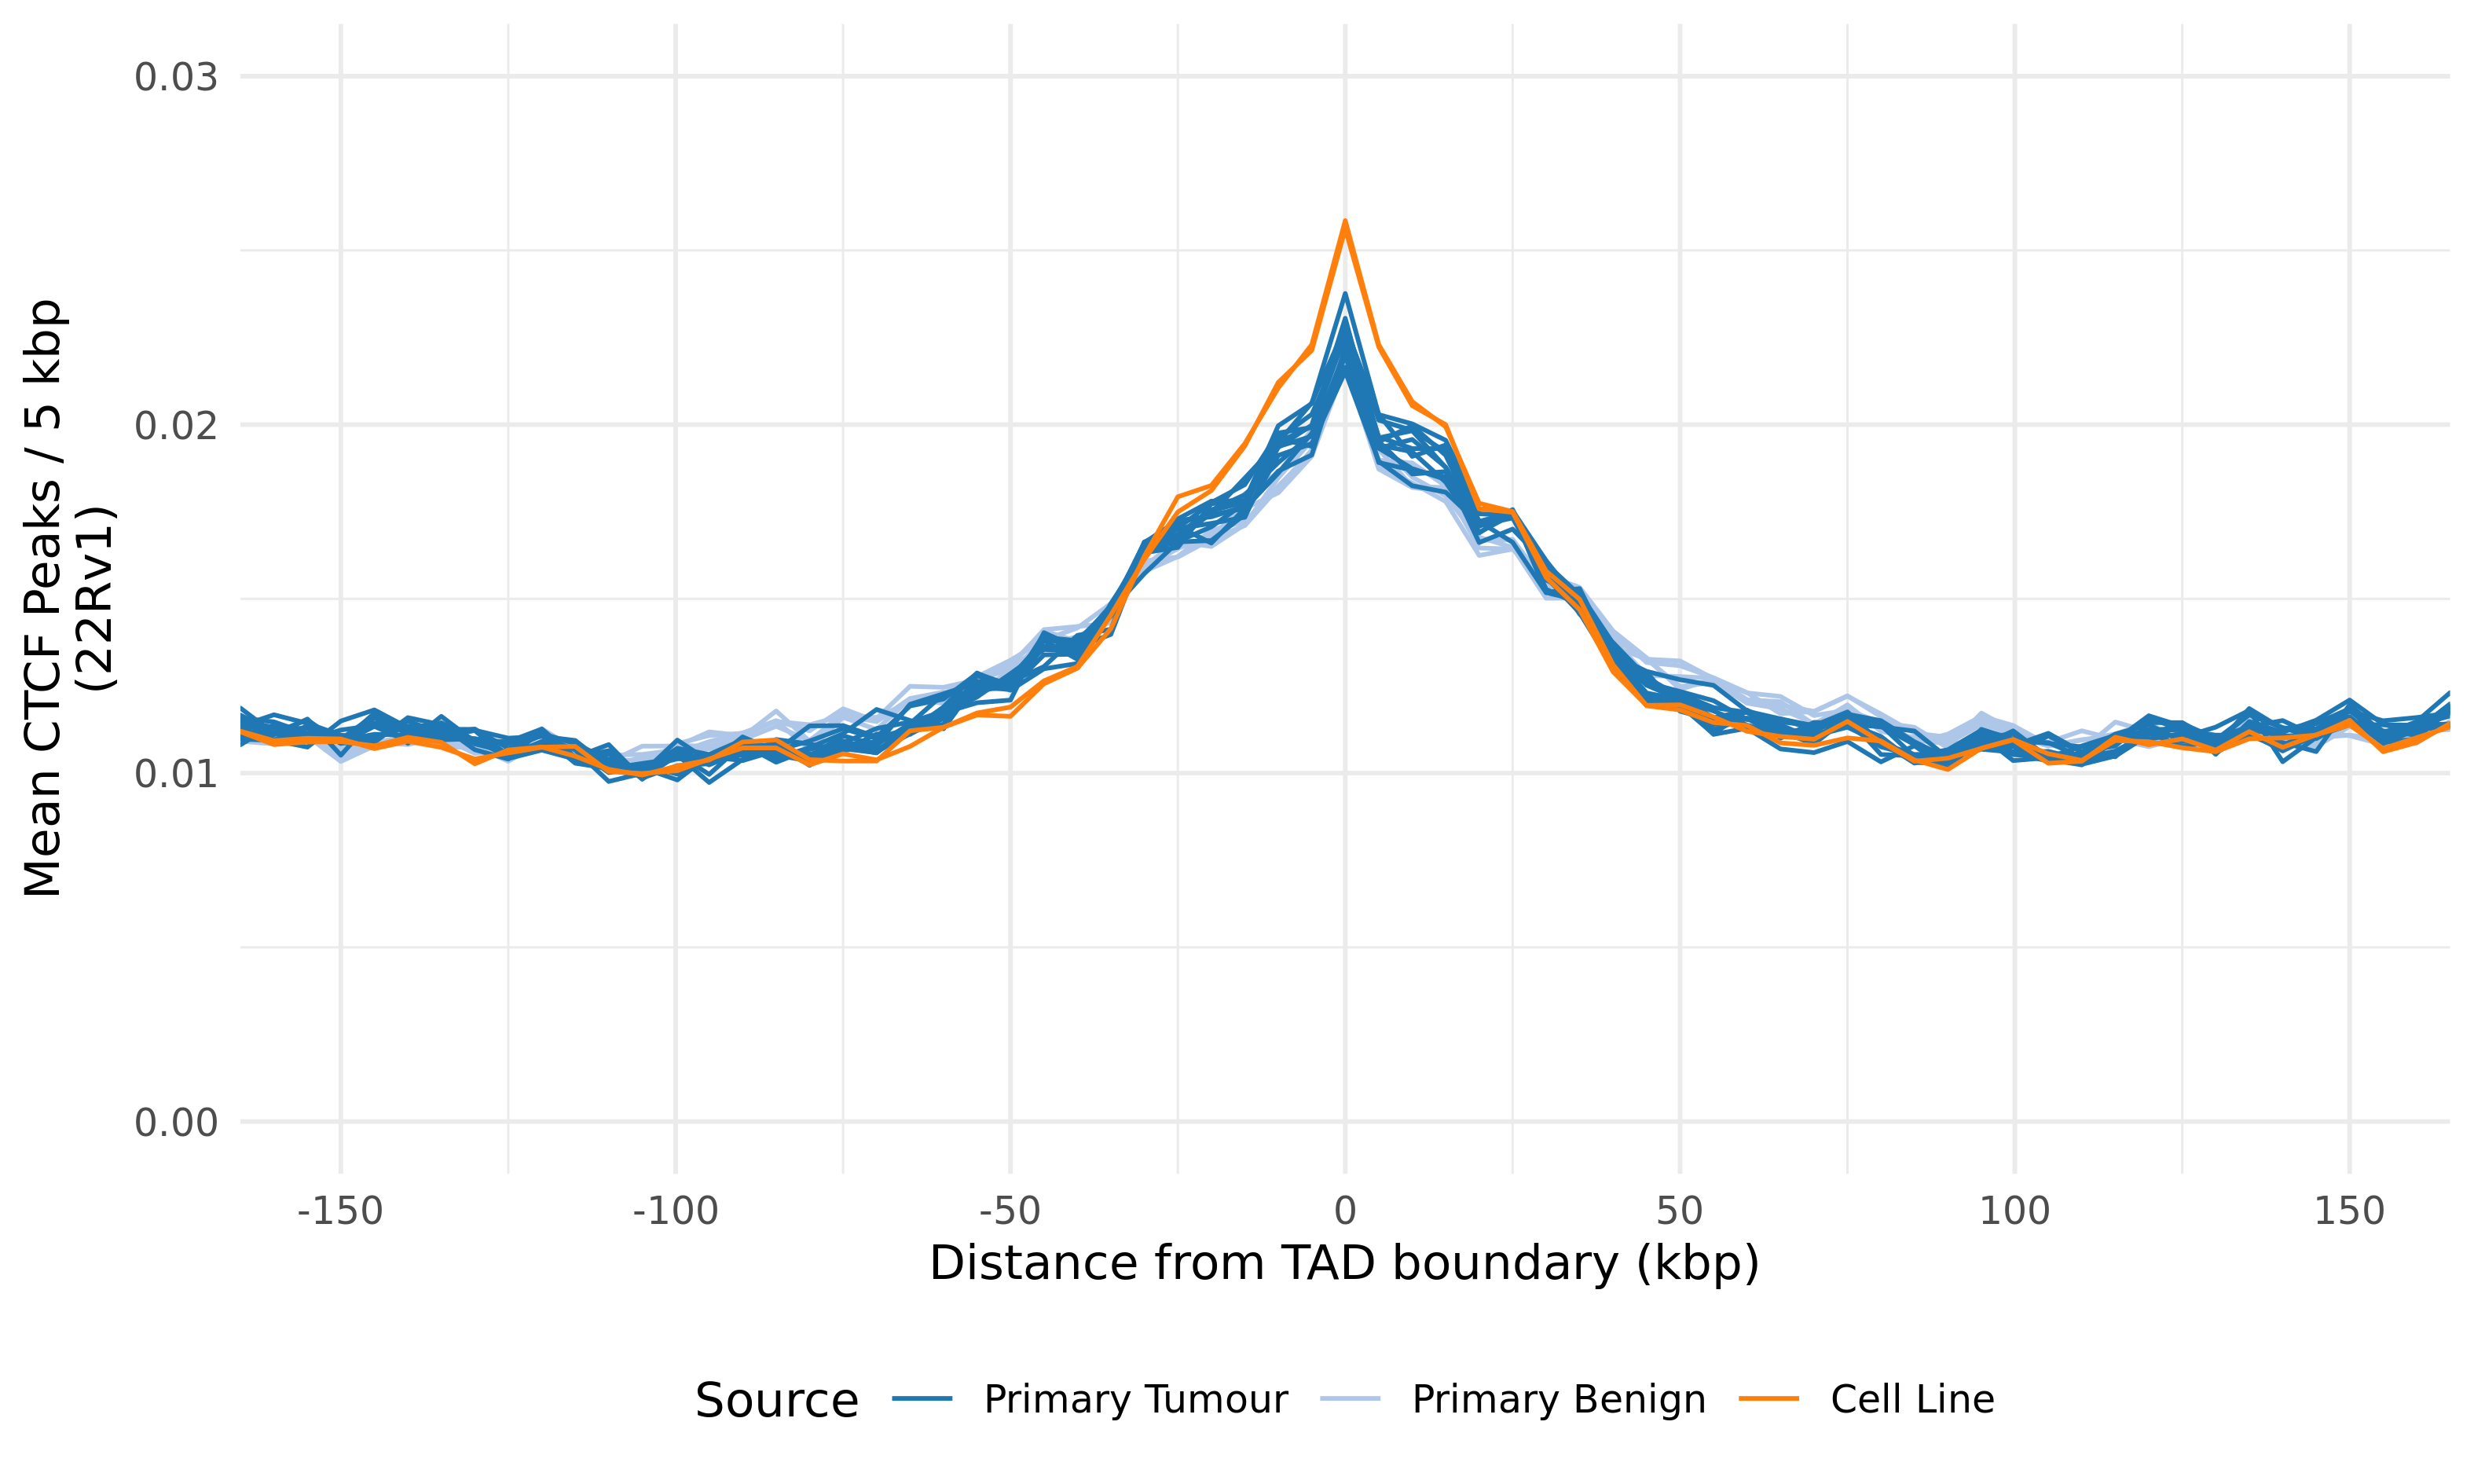 Mean CTCF Peaks / 5 kbp
(22Rv1)
0.03
0.02
0.01
0.00
-150 -100 -50 0 50 100 150
Distance from TAD boundary (kbp)
Source Primary Tumour Primary Benign Cell Line